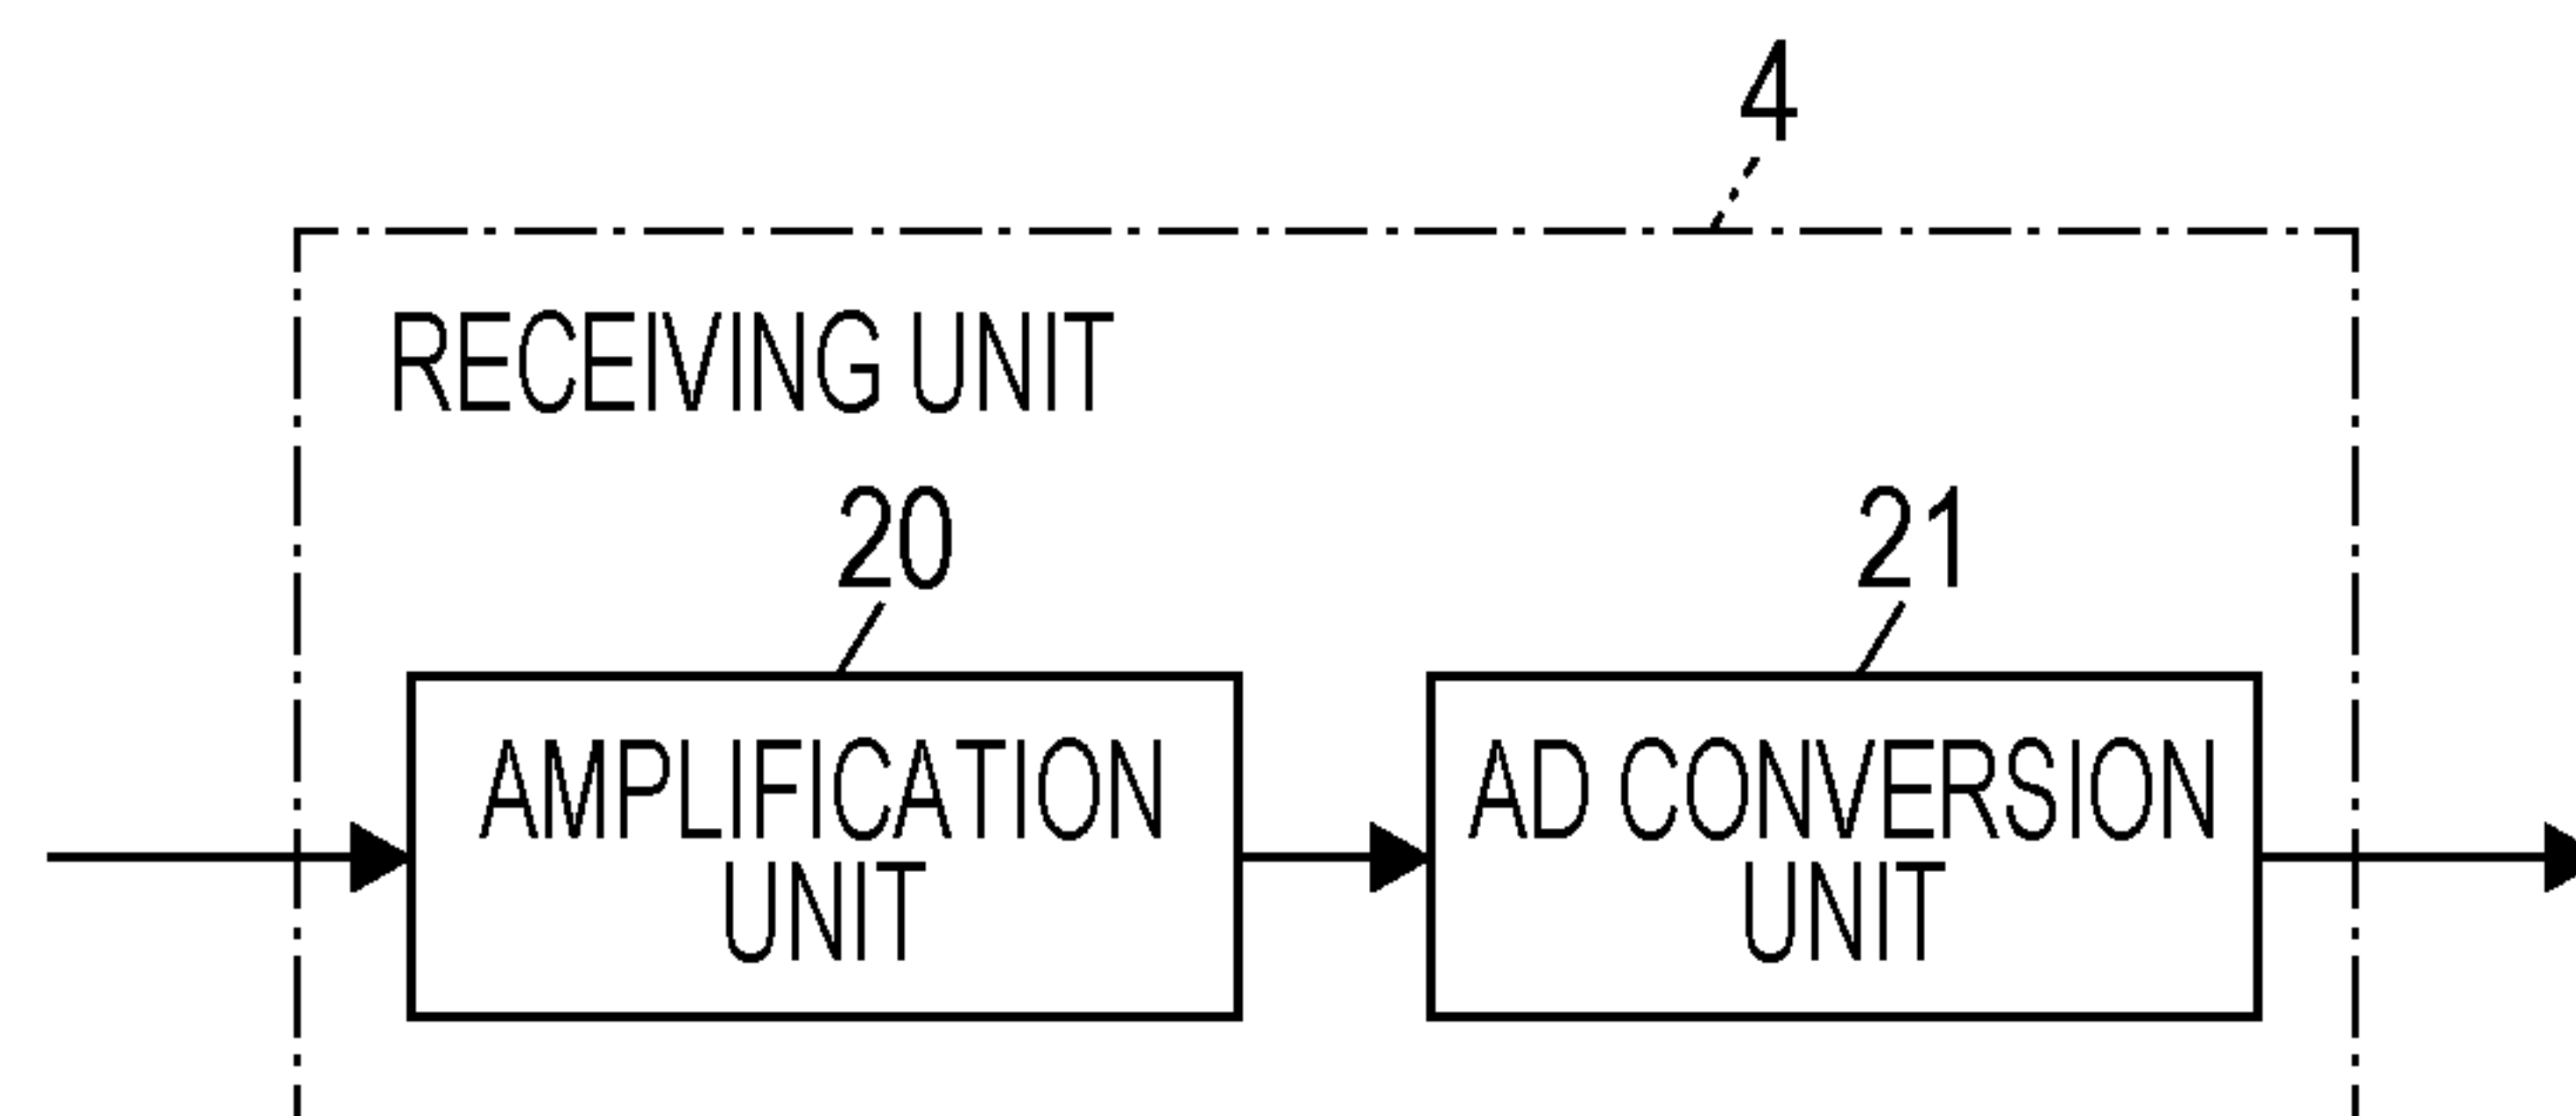 4
RECEIVING UNIT
20
21
AMPLIFICATION
UNIT
AD CONVERSION
UNIT